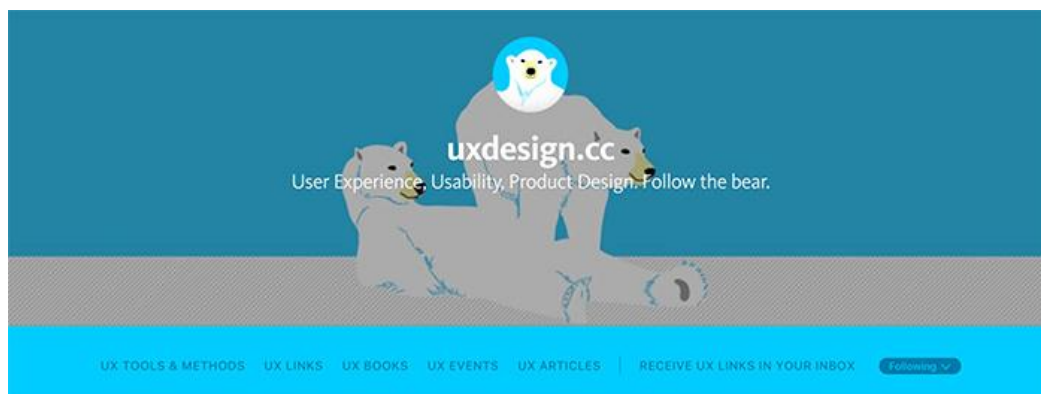 uxdesign.cc
User Experience, Usability, Product Design. Follow the bear.
UX TOOLS & METHODS UX LINKS UX BOOKS UX EVENTS UX ARTICLES RECEIVE UX LINKS IN YOUR INBOX Following